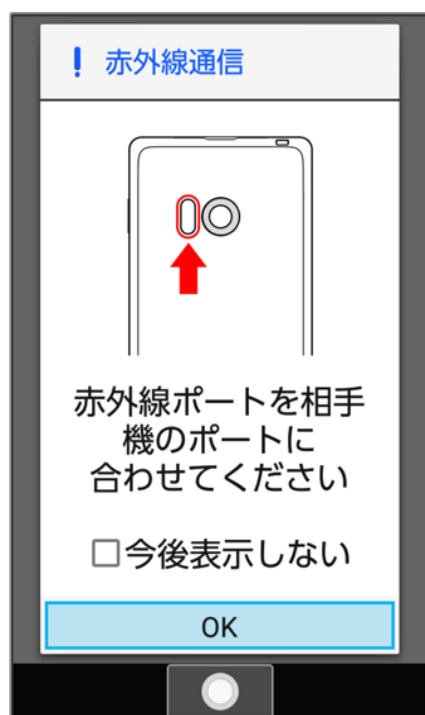 赤外線通信
赤外線ポートを相手
機のポートに
合わせてください
今後表示しない
OK